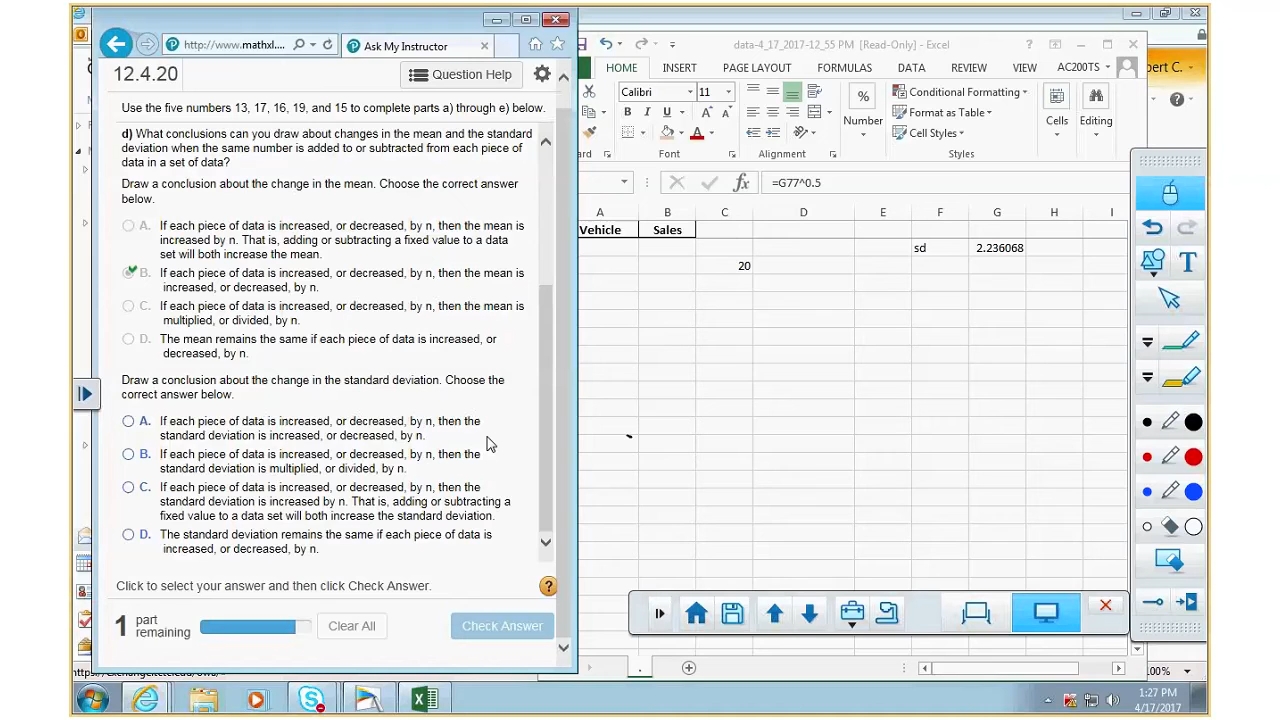 http://www.mathxl.
Ask My Instructor
12.4.20
Question Help
Use the five numbers 13, 17, 16, 19, and 15 to complete parts a) through e) below.
d) What conclusions can you draw about changes in the mean and the standard
deviation when the same number is added to or subtracted from each piece of
data in a set of data?
Draw a conclusion about the change in the mean. Choose the correct answer
below.
A. If each piece of data is increased, or decreased, by n, then the mean is
increased by n. That is, adding or subtracting a fixed value to a data
set will both increase the mean.
B. If each piece of data is increased, or decreased, by n, then the mean is
increased, or decreased, by n.
C. If each piece of data is increased, or decreased, by n, then the mean is
multiplied, or divided, by n.
D. The mean remains the same if each piece of data is increased, or
decreased, by n.
Draw a conclusion about the change in the standard deviation. Choose the
correct answer below.
A. If each piece of data is increased, or decreased, by n, then the
standard deviation is increased, or decreased, by n.
B. If each piece of data is increased, or decreased, by n, then the
standard deviation is multiplied, or divided, by n.
C. If each piece of data is increased, or decreased, by n, then the
standard deviation is increased by n. That is, adding or subtracting a
fixed value to a data set will both increase the standard deviation.
D. The standard deviation remains the same if each piece of data is
increased, or decreased, by n.
Click to select your answer and then click Check Answer.
?
1 part
remaining
Clear All
Check Answer
data-4_17_2017-12_55 PM [Read-Only] - Excel
HOME INSERT PAGE LAYOUT FORMULAS DATA REVIEW VIEW AC200TS
bert C.
Calibri 11
B I U
Font
Alignment
%
Number
Conditional Formatting
Format as Table
Cell Styles
Styles
Cells
Editing
fx =G77^0.5
A B C D E F G H I
Vehicle Sales
sd 2.236068
20
T
00%
1:27 PM
4/17/2017